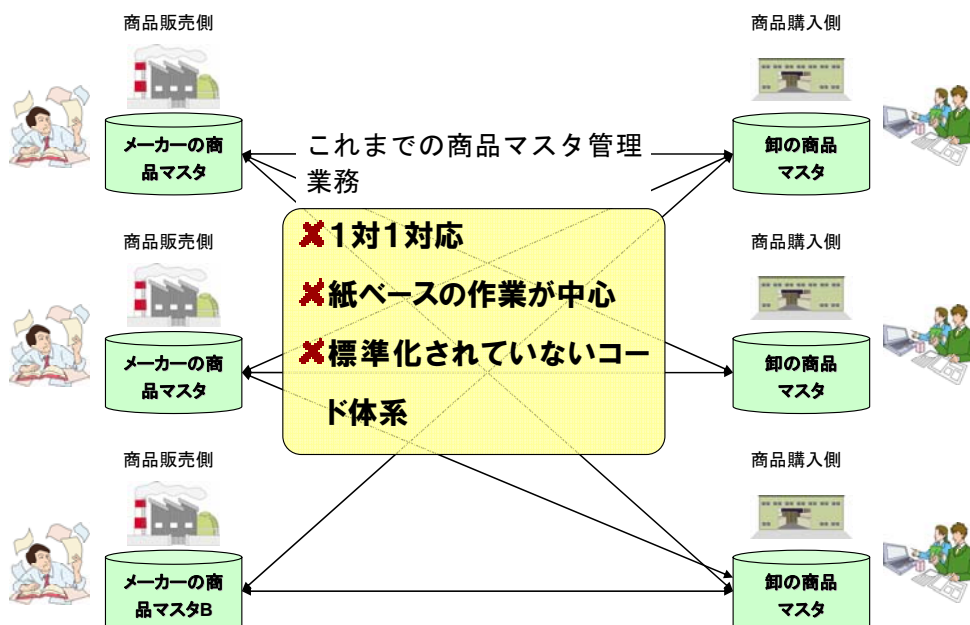 商品販売側
商品購入側
メーカーの商
品マスタ
これまでの商品マスタ管理
業務
卸の商品
マスタ
✖1対1対応
✖紙ベースの作業が中心
✖標準化されていないコー
ド体系
商品販売側
商品購入側
メーカーの商
品マスタ
卸の商品
マスタ
商品販売側
商品購入側
メーカーの商
品マスタB
卸の商品
マスタ